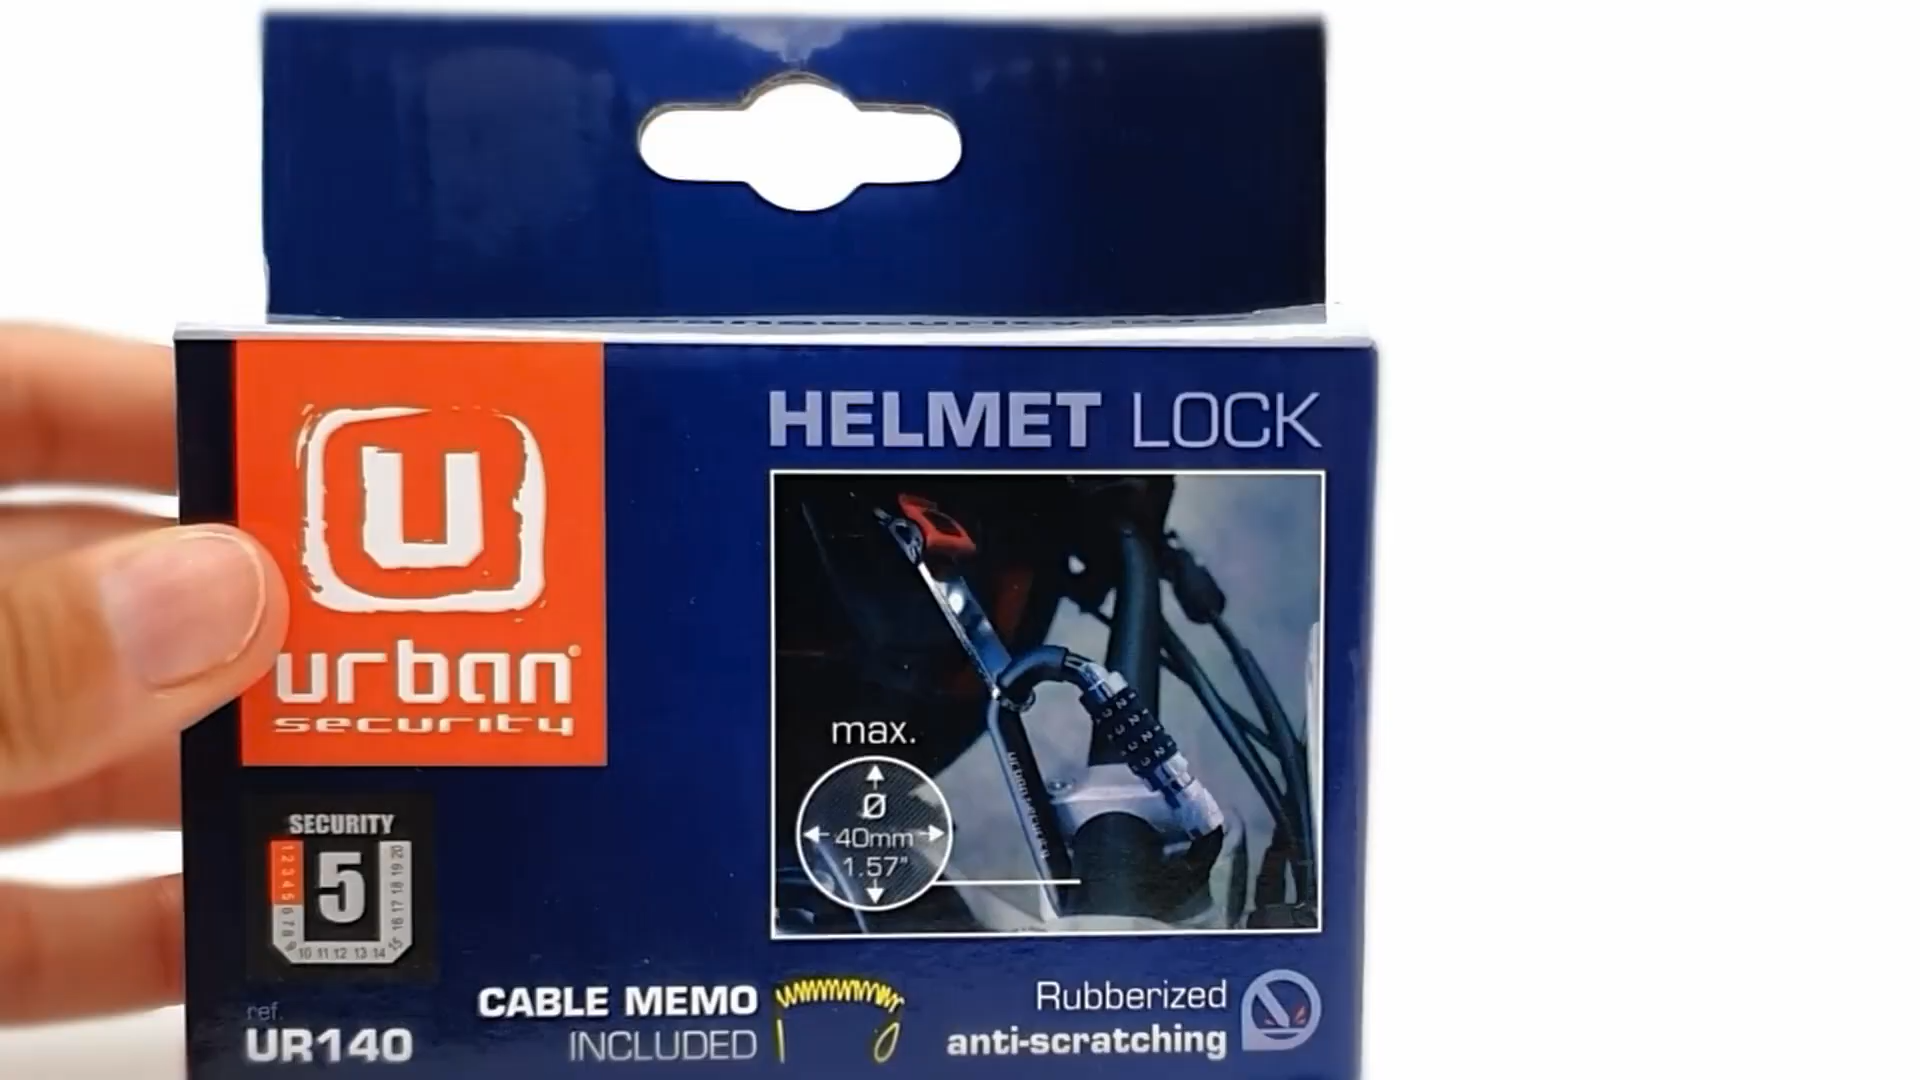 HELMET LOCK
U
urban
security
max.
Ø
40mm
1.57"
SECURITY
5
1 2 3 4 5 6 7 8 9 10 11 12 13 14 15 16 17 18 19 20
ref.
UR140
CABLE MEMO
INCLUDED
Rubberized
anti-scratching